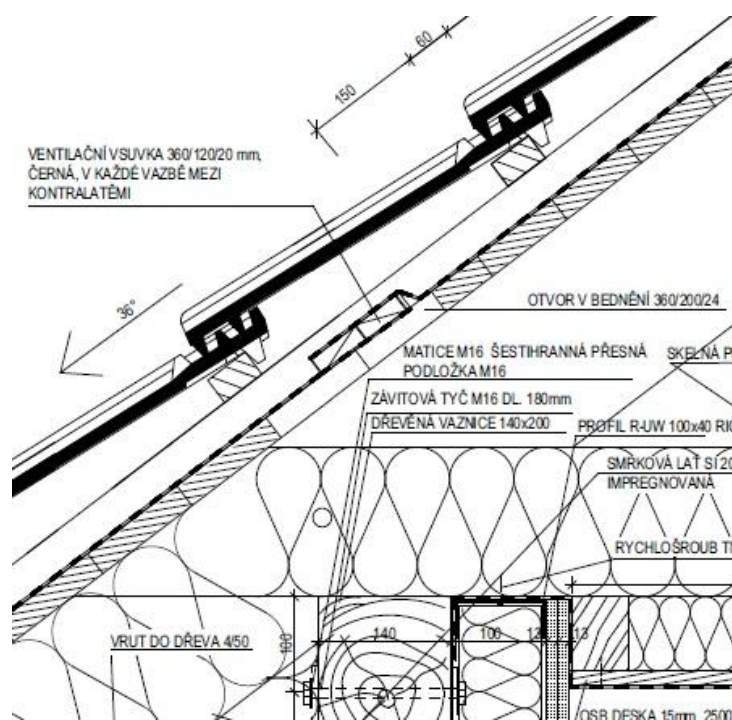 60
150
VENTILAČNÍ VSUVKA 360/120/20 mm,
ČERNÁ, V KAŽDÉ VAZBĚ MEZI
KONTRALATĚMI
36°
OTVOR V BEDNĚNÍ 360/200/24
MATICE M16 ŠESTIHRANNÁ PŘESNÁ
PODLOŽKA M16
SKELNÁ
ZÁVITOVÁ TYČ M16 DL. 180mm
DŘEVĚNÁ VAZNICE 140x200
PROFIL R-UW 100x40
SMRKOVÁ LAŤ SI
IMPREGNOVANÁ
RYCHLOŠROUB
VRUT DO DŘEVA 4/50
100
140
100
13
OSB DESKA 15mm,